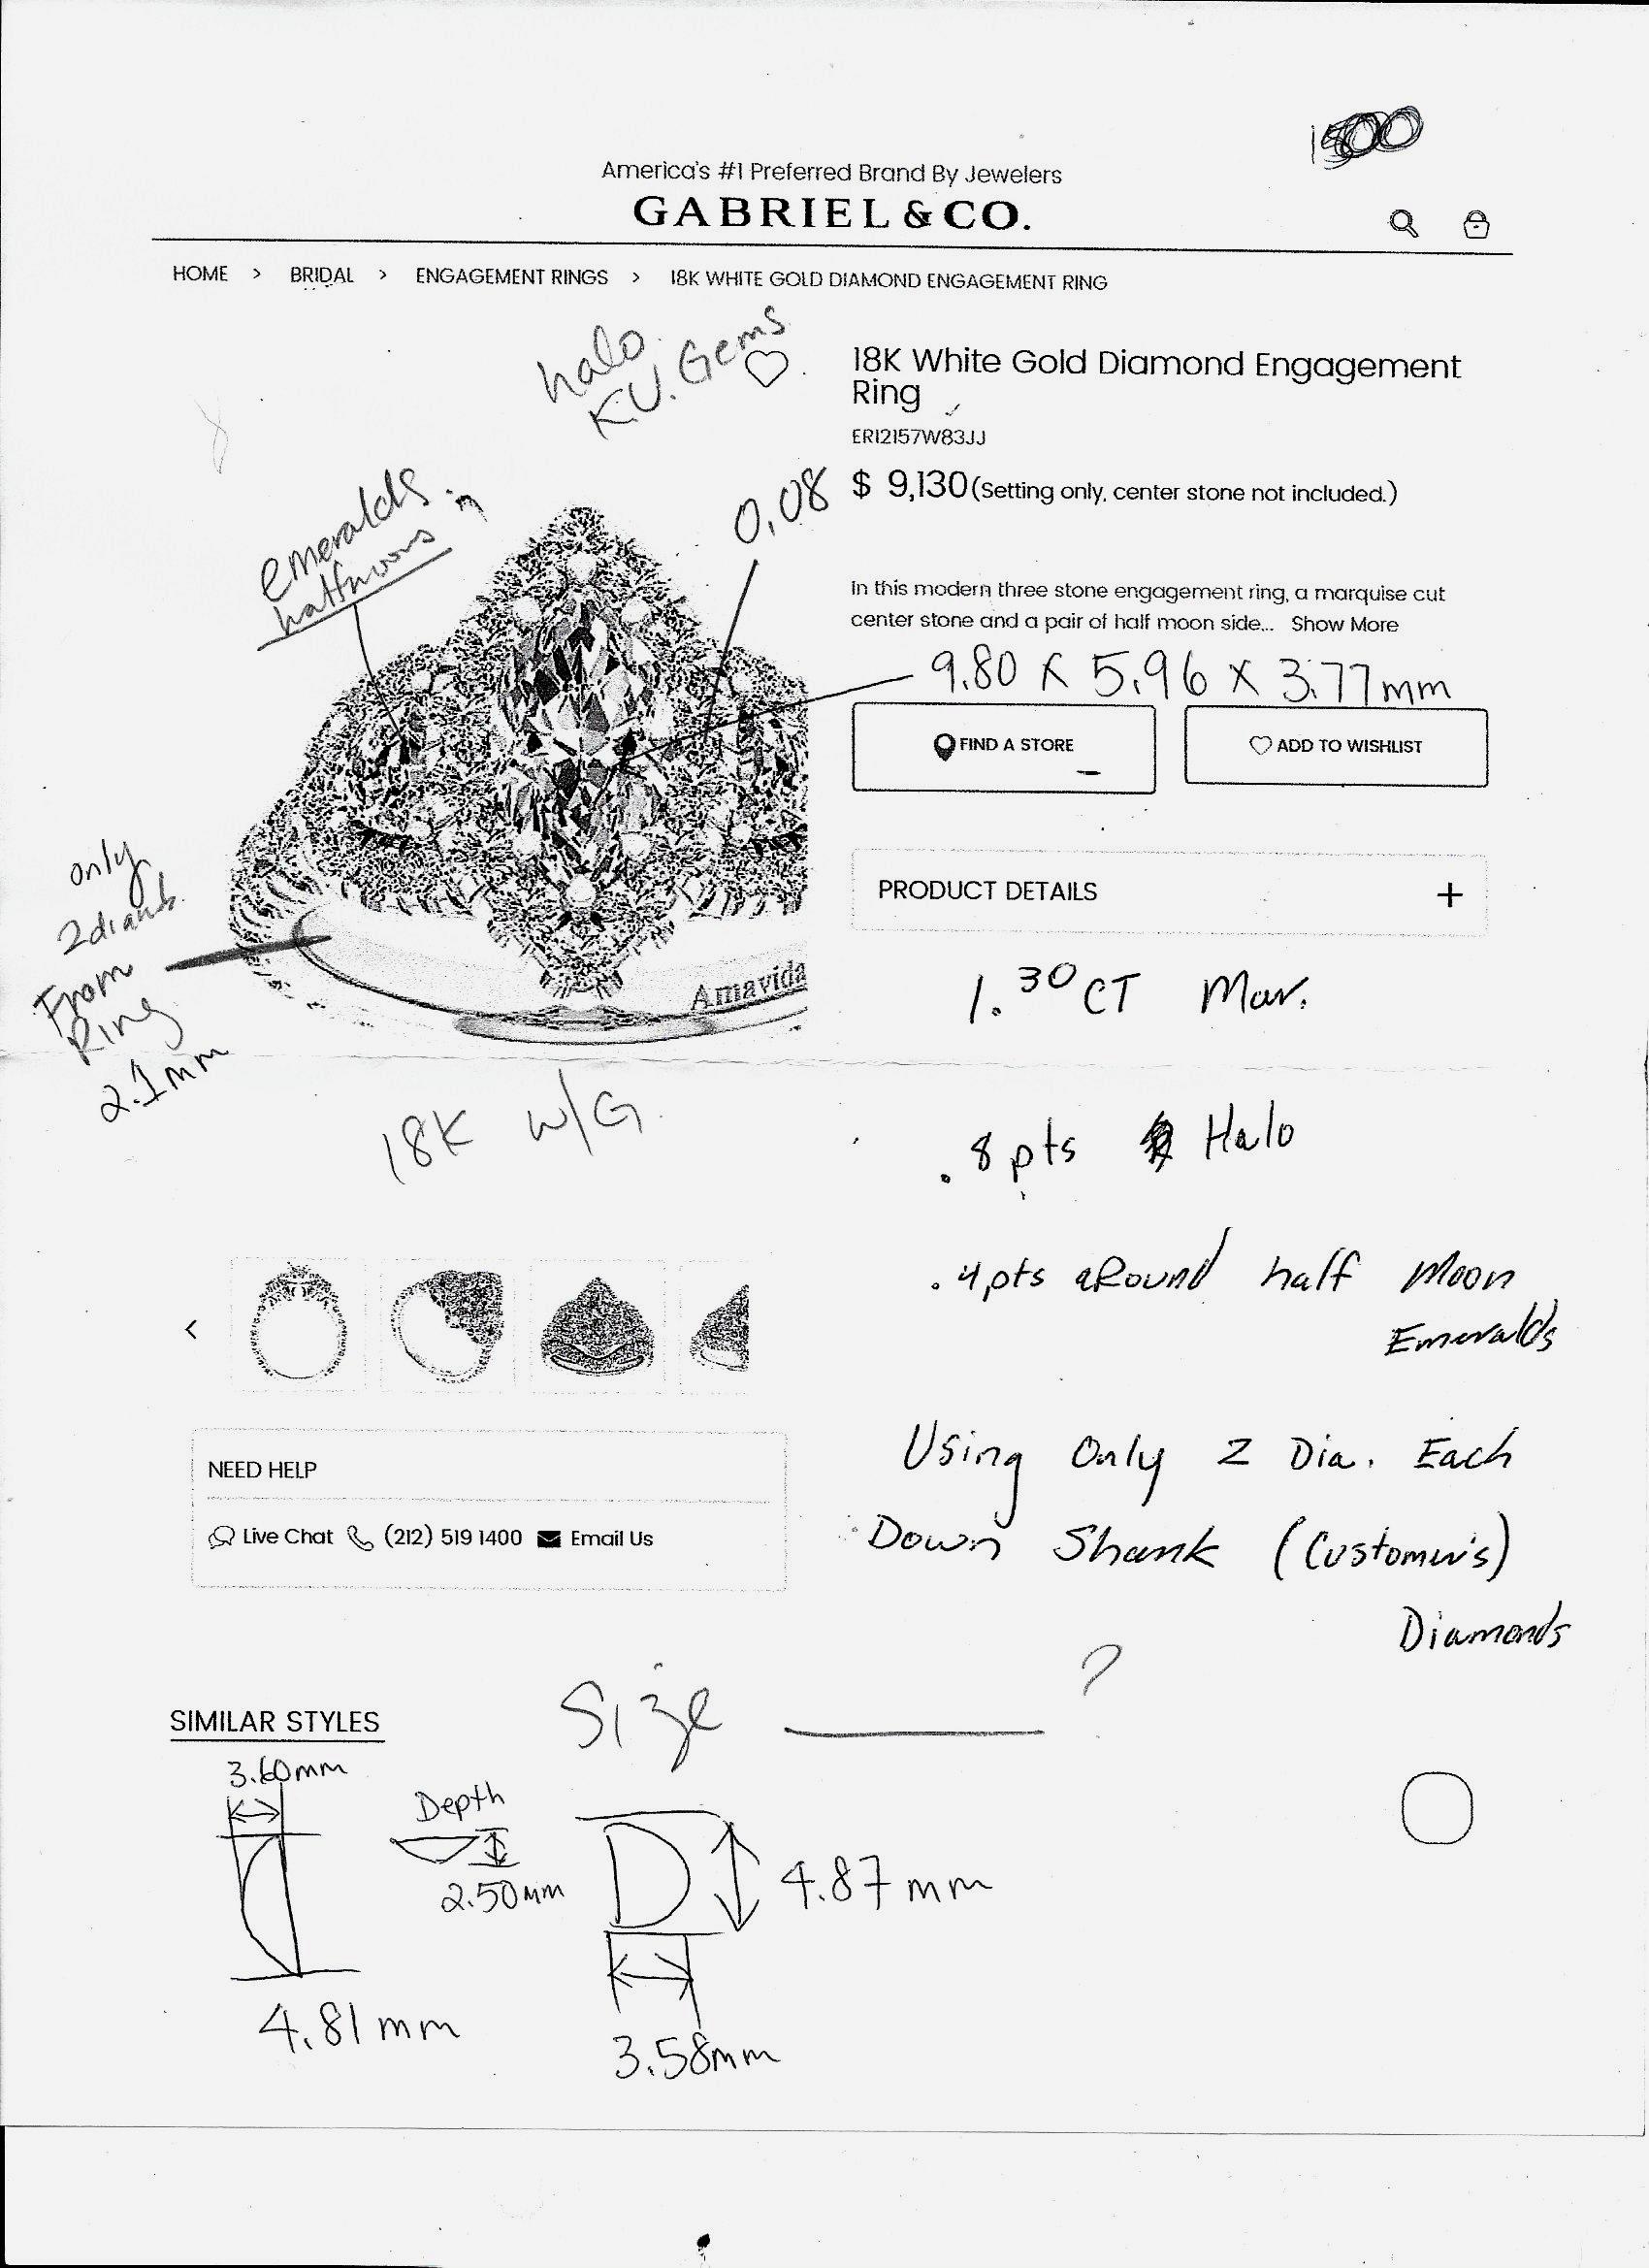 America's #1 Preferred Brand By Jewelers
GABRIEL & CO.
HOME > BRIDAL > ENGAGEMENT RINGS > 18K WHITE GOLD DIAMOND ENGAGEMENT RING
halo
K.V. Gems
18K White Gold Diamond Engagement
Ring
ER12157W83JJ
$ 9,130 (Setting only, center stone not included.)
emeralds
halfmoons
0.08
In this modern three stone engagement ring, a marquise cut
center stone and a pair of half moon side... Show More
9.80 X 5.96 X 3.77mm
FIND A STORE
ADD TO WISHLIST
PRODUCT DETAILS +
only
2
From
Ring
2.1mm
Amavida
1.30 CT Mar.
18K W/G
.8 pts Halo
.4 pts aRound half Moon
Emeralds
<
Using Only 2 Dia. Each
Down Shank (Customer's)
Diamonds
NEED HELP
Live Chat (212) 519 1400 Email Us
Size ?
SIMILAR STYLES
3.60mm
Depth
2.50mm
4.87mm
4.81mm
3.58mm